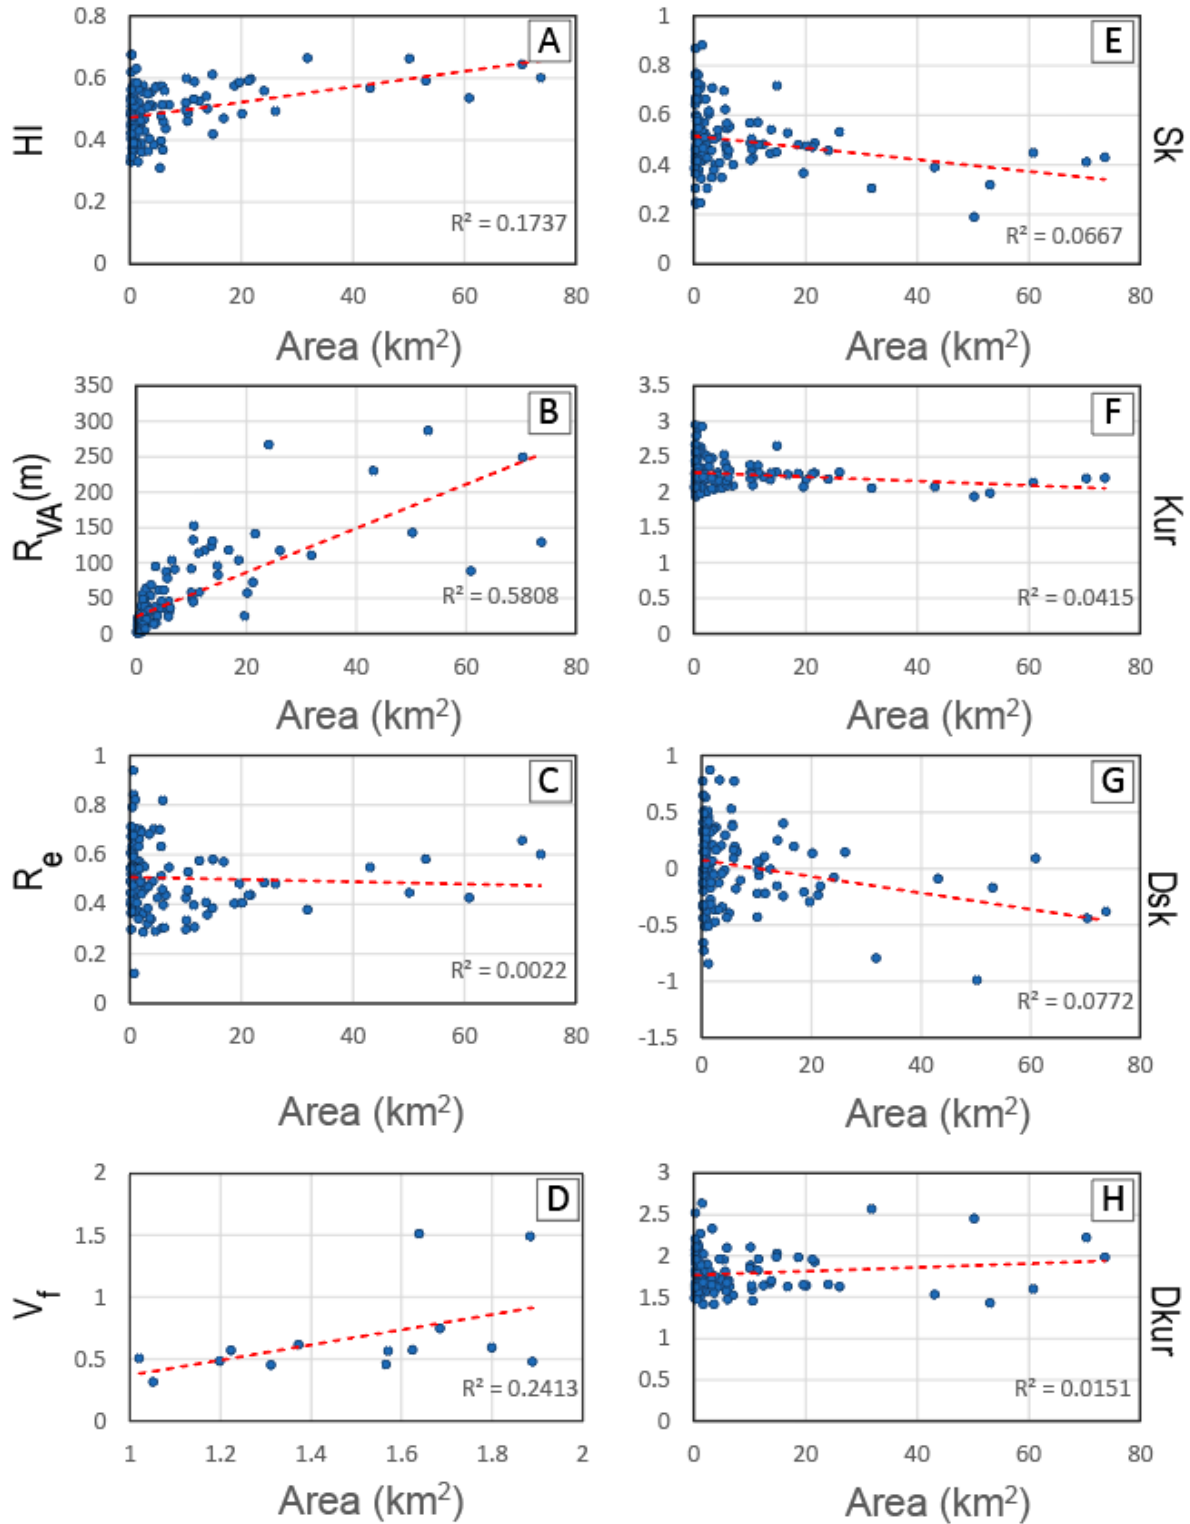 A
HI
0.8
0.6
0.4
0.2
0
R² = 0.1737
0 20 40 60 80
Area (km²)
E
Sk
1
0.8
0.6
0.4
0.2
0
R² = 0.0667
0 20 40 60 80
Area (km²)
B
R_VA(m)
350
300
250
200
150
100
50
0
R² = 0.5808
0 20 40 60 80
Area (km²)
F
Kur
3.5
3
2.5
2
1.5
1
0.5
0
R² = 0.0415
0 20 40 60 80
Area (km²)
C
R_e
1
0.8
0.6
0.4
0.2
0
R² = 0.0022
0 20 40 60 80
Area (km²)
G
Dsk
1
0.5
0
-0.5
-1
-1.5
R² = 0.0772
0 20 40 60 80
Area (km²)
D
V_f
2
1.5
1
0.5
0
R² = 0.2413
1 1.2 1.4 1.6 1.8 2
Area (km²)
H
Dkur
3
2.5
2
1.5
1
0.5
0
R² = 0.0151
0 20 40 60 80
Area (km²)